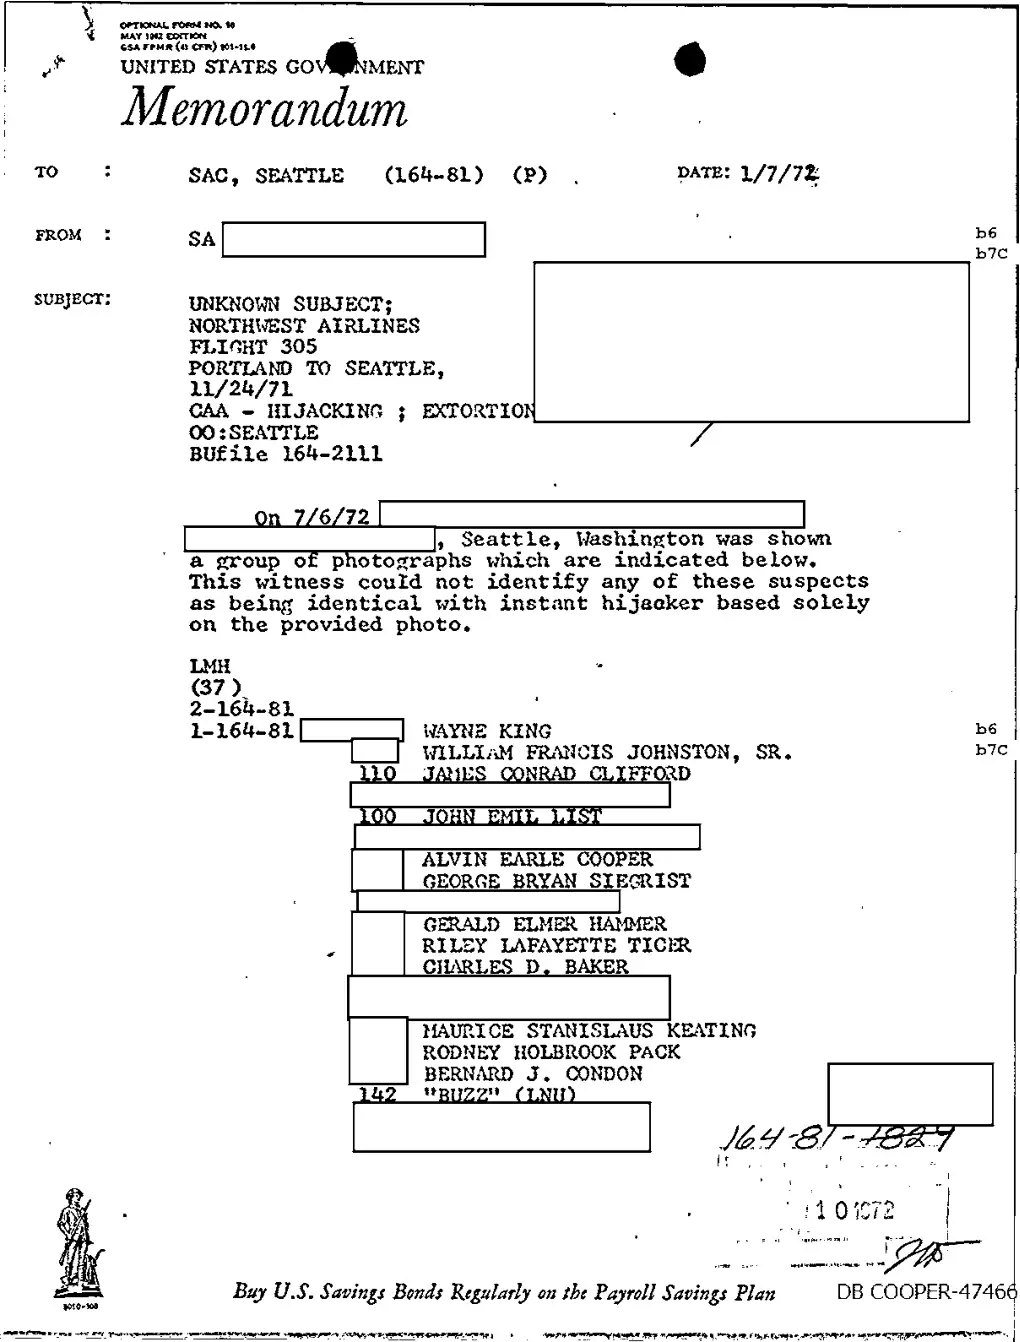 OPTIONAL FORM NO. 10
MAY 1962 EDITION
GSA FPMR (41 CFR) 101-11.6
UNITED STATES GOV NMENT
Memorandum
TO : SAC, SEATTLE (164-81) (P) DATE: 1/7/72
FROM : SA
b6
b7C
SUBJECT: UNKNOWN SUBJECT;
NORTHWEST AIRLINES
FLIGHT 305
PORTLAND TO SEATTLE,
11/24/71
CAA - HIJACKING ; EXTORTION
OO:SEATTLE
BUfile 164-2111
On 7/6/72
, Seattle, Washington was shown
a group of photographs which are indicated below.
This witness could not identify any of these suspects
as being identical with instant hijacker based solely
on the provided photo.
LMH
(37)
2-164-81
1-164-81 WAYNE KING b6
WILLIAM FRANCIS JOHNSTON, SR. b7C
110 JAMES CONRAD CLIFFORD
100 JOHN EMIL LIST
ALVIN EARLE COOPER
GEORGE BRYAN SIEGRIST
GERALD ELMER HAMMER
RILEY LAFAYETTE TIGER
CHARLES D. BAKER
MAURICE STANISLAUS KEATING
RODNEY HOLBROOK PACK
BERNARD J. CONDON
142 "BUZZ" (LNU)
164-81-1827
101972
5010-108
Buy U.S. Savings Bonds Regularly on the Payroll Savings Plan
DB COOPER-47466